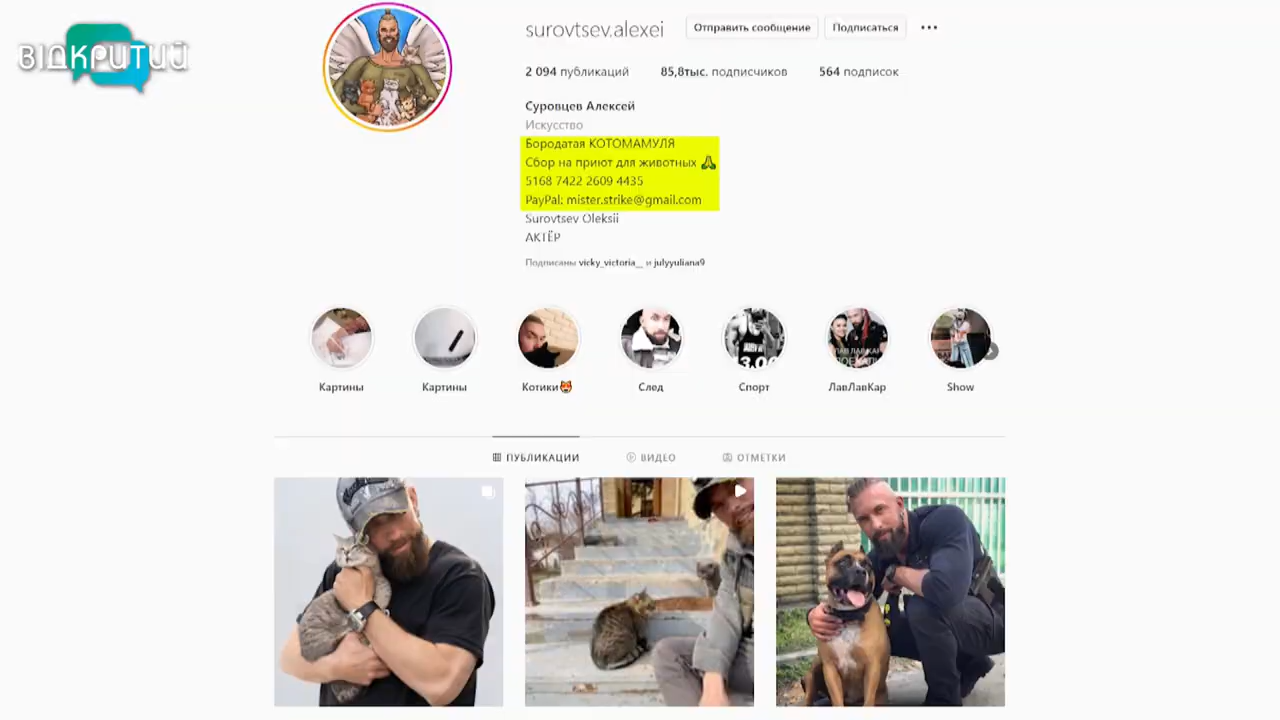 ВІДКРИТИЙ
surovtsev.alexei
Отправить сообщение
Подписаться
2 094 публикаций
85,8тыс. подписчиков
564 подписок
Суровцев Алексей
Искусство
Бородатая КОТОМАМУЛЯ
Сбор на приют для животных 🙏
5168 7422 2609 4435
PayPal: mister.strike@gmail.com
Surovtsev Oleksii
АКТЁР
Подписаны vicky_victoria__ и julyyuliana9
Картины
Картины
Котики🐯
След
Спорт
ЛавЛавКар
Show
ПУБЛИКАЦИИ
ВИДЕО
ОТМЕТКИ